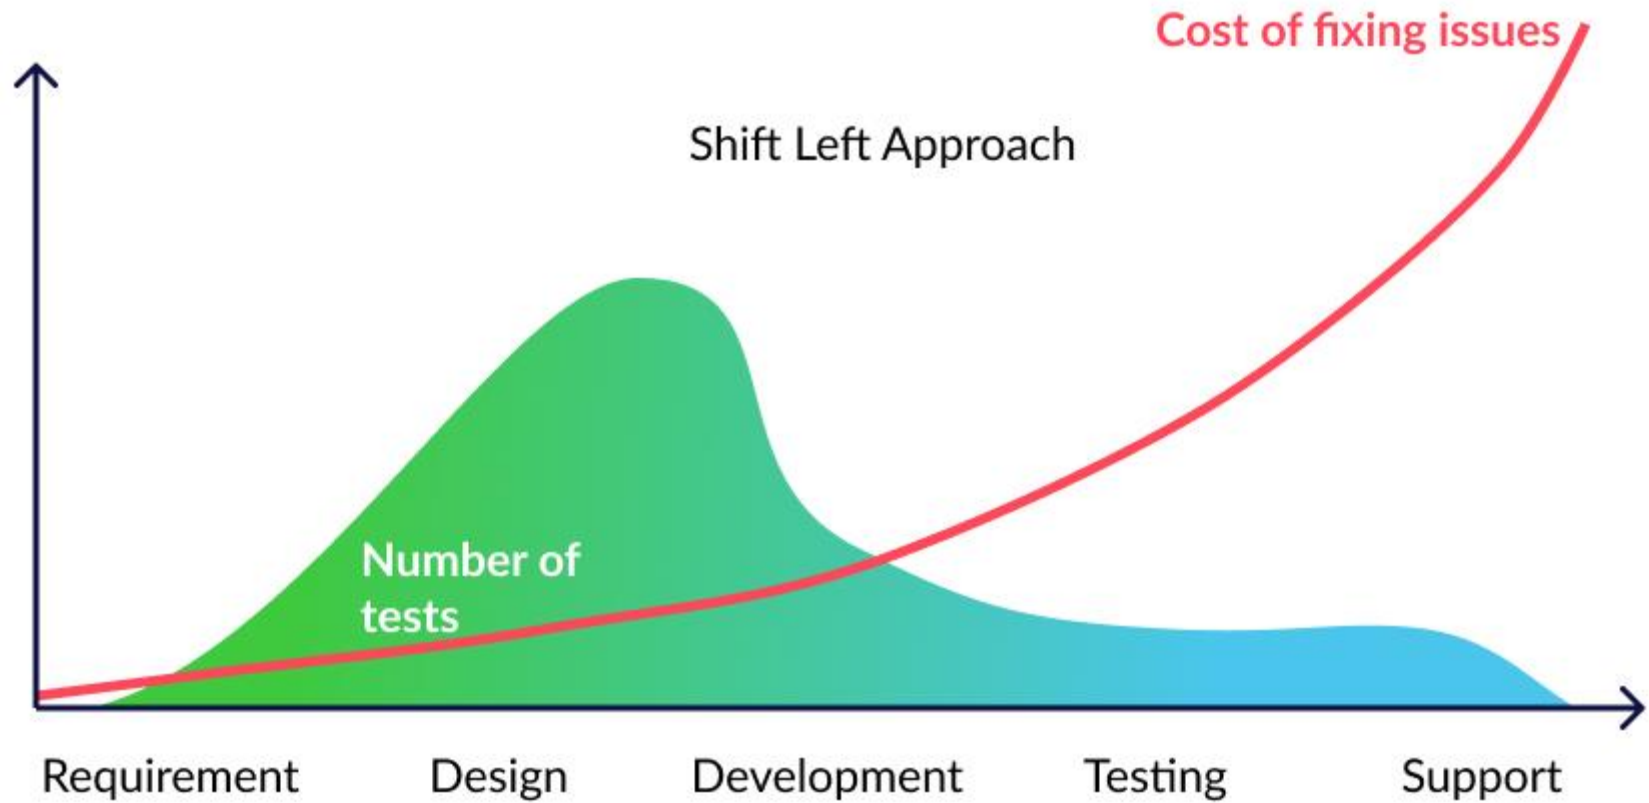 Cost of fixing issues
Shift Left Approach
Number of
tests
Requirement Design Development Testing Support